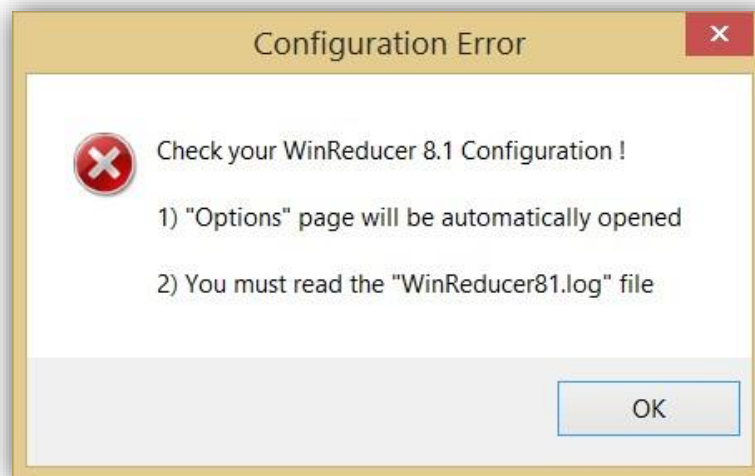 Configuration Error
Check your WinReducer 8.1 Configuration !
1) "Options" page will be automatically opened
2) You must read the "WinReducer81.log" file
OK